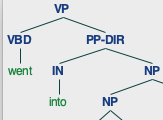 VP
VBD PP-DIR
went IN NP
into NP